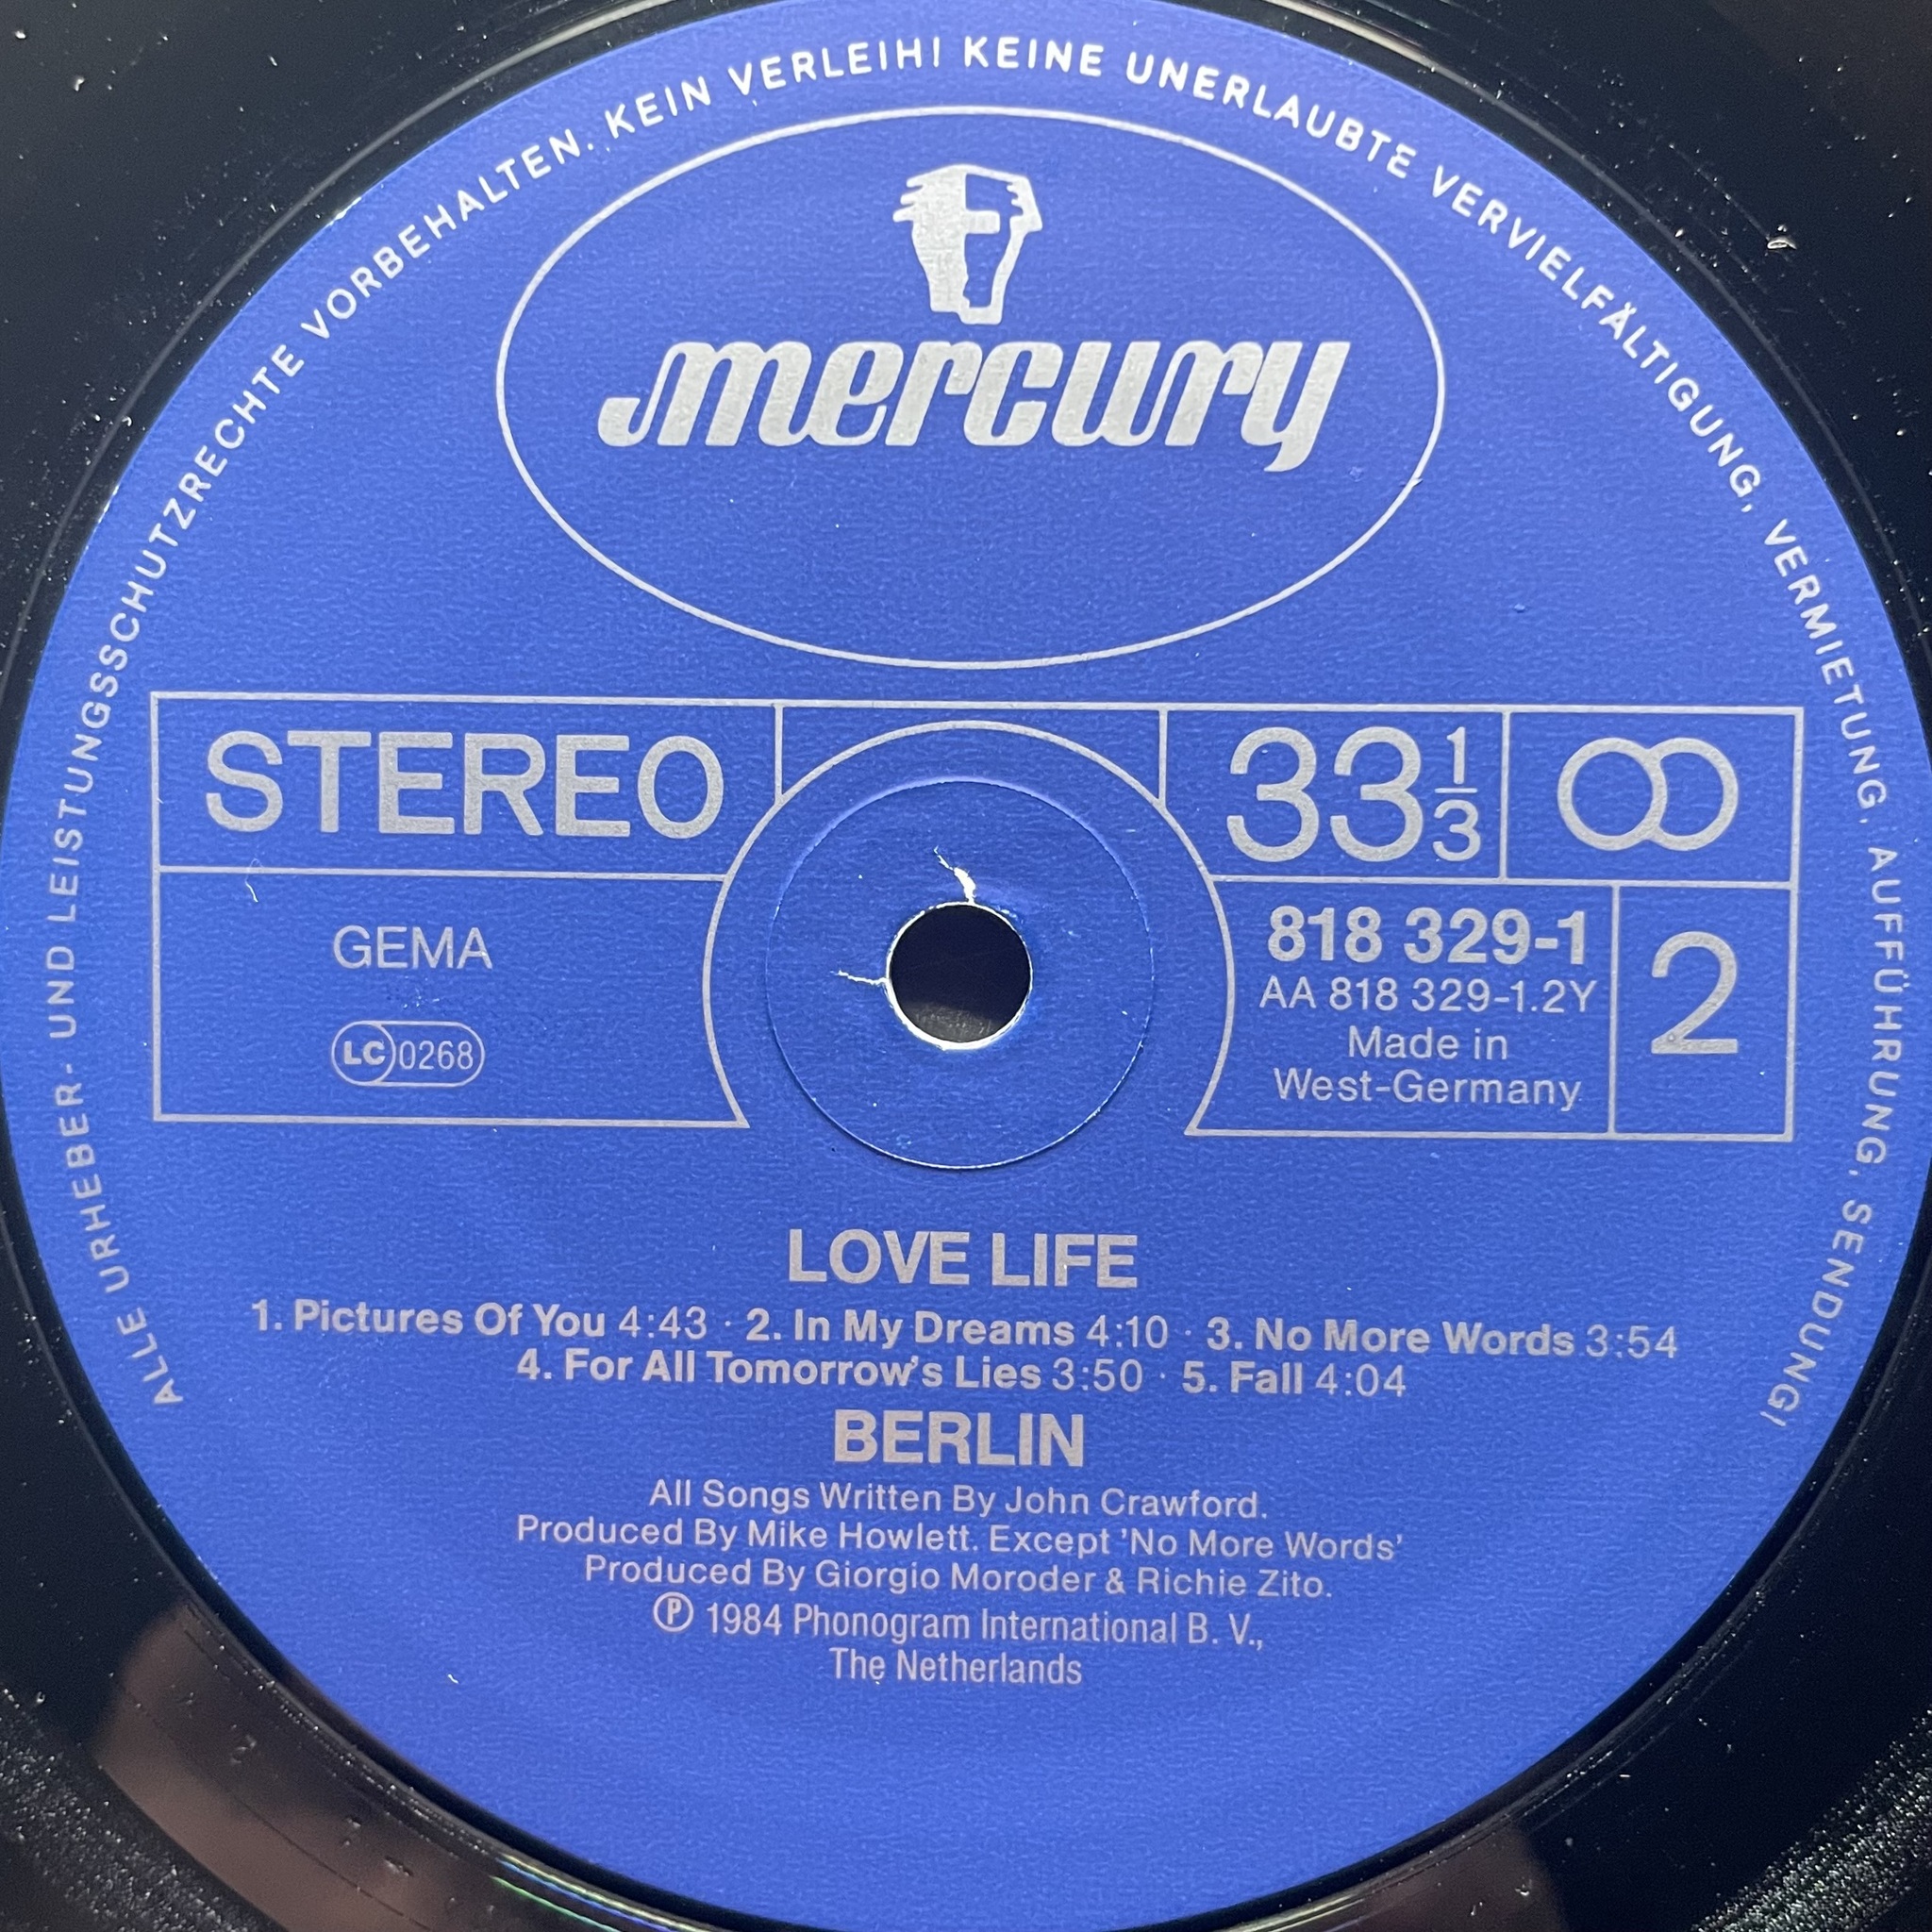 ALLE URHEBER- UND LEISTUNGSSCHUTZRECHTE VORBEHALTEN. KEIN VERLEIH! KEINE UNERLAUBTE VERVIELFÄLTIGUNG, VERMIETUNG, AUFFÜHRUNG, SENDUNG!
mercury
STEREO
33 1/3
GEMA
LC 0268
818 329-1
AA 818 329-1.2Y
Made in
West-Germany
2
LOVE LIFE
1. Pictures Of You 4:43 · 2. In My Dreams 4:10 · 3. No More Words 3:54
4. For All Tomorrow's Lies 3:50 · 5. Fall 4:04
BERLIN
All Songs Written By John Crawford.
Produced By Mike Howlett. Except 'No More Words'
Produced By Giorgio Moroder & Richie Zito.
℗ 1984 Phonogram International B. V.,
The Netherlands